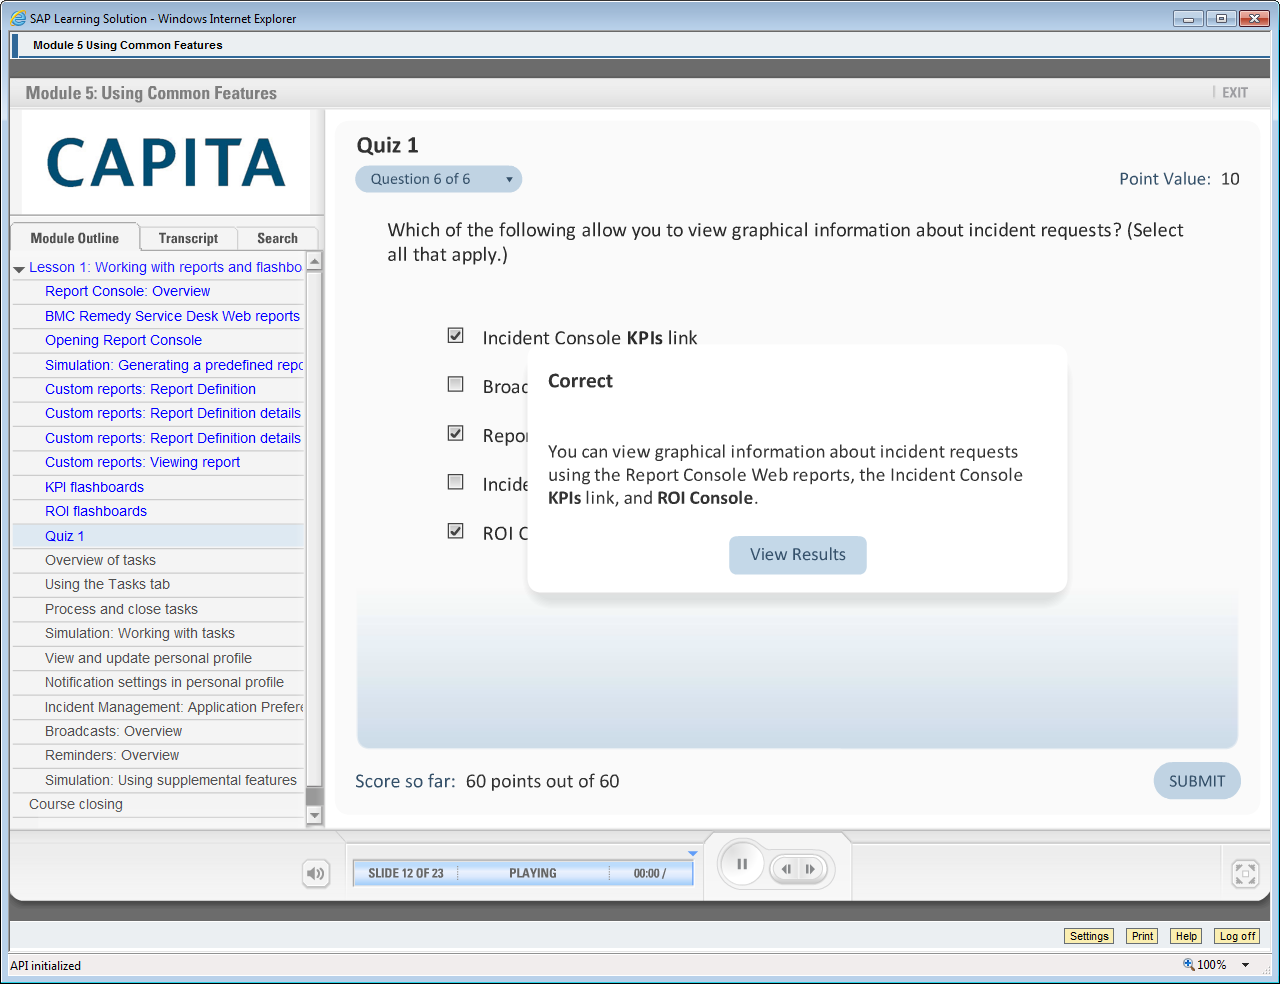 SAP Learning Solution - Windows Internet Explorer
Module 5 Using Common Features
Module 5: Using Common Features
EXIT
CAPITA
Module Outline
Transcript
Search
Lesson 1: Working with reports and flashbo
Report Console: Overview
BMC Remedy Service Desk Web reports
Opening Report Console
Simulation: Generating a predefined repo
Custom reports: Report Definition
Custom reports: Report Definition details
Custom reports: Report Definition details
Custom reports: Viewing report
KPI flashboards
ROI flashboards
Quiz 1
Overview of tasks
Using the Tasks tab
Process and close tasks
Simulation: Working with tasks
View and update personal profile
Notification settings in personal profile
Incident Management: Application Prefere
Broadcasts: Overview
Reminders: Overview
Simulation: Using supplemental features
Course closing
Quiz 1
Question 6 of 6
Point Value: 10
Which of the following allow you to view graphical information about incident requests? (Select
all that apply.)
Incident Console KPIs link
Broad
Repor
Incide
ROI C
Correct
You can view graphical information about incident requests
using the Report Console Web reports, the Incident Console
KPIs link, and ROI Console.
View Results
Score so far: 60 points out of 60
SUBMIT
SLIDE 12 OF 23
PLAYING
00:00 /
Settings
Print
Help
Log off
API initialized
100%